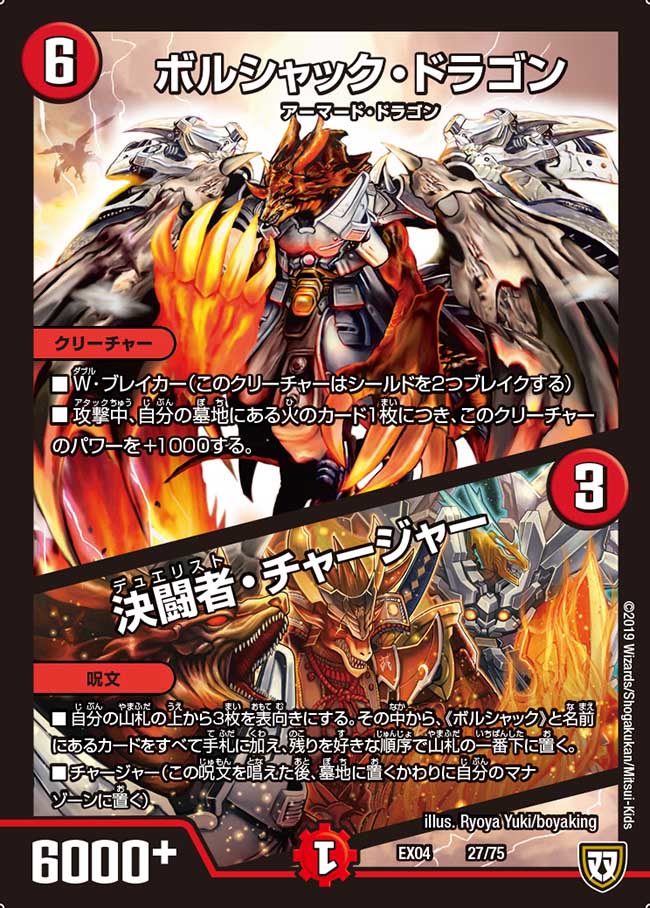 6
ボルシャック・ドラゴン
アーマード・ドラゴン
クリーチャー
■W・ブレイカー(このクリーチャーはシールドを2つブレイクする)
■攻撃中、自分の墓地にある火のカード1枚につき、このクリーチャー
のパワーを+1000する。
3
決闘者・チャージャー
デュエリスト
呪文
■自分の山札の上から3枚を表向きにする。その中から、《ボルシャック》と名前
にあるカードをすべて手札に加え、残りを好きな順序で山札の一番下に置く。
■チャージャー(この呪文を唱えた後、墓地に置くかわりに自分のマナ
ゾーンに置く)
©2019 Wizards/Shogakukan/Mitsui-Kids
illus. Ryoya Yuki/boyaking
6000+
1
EX04 27/75